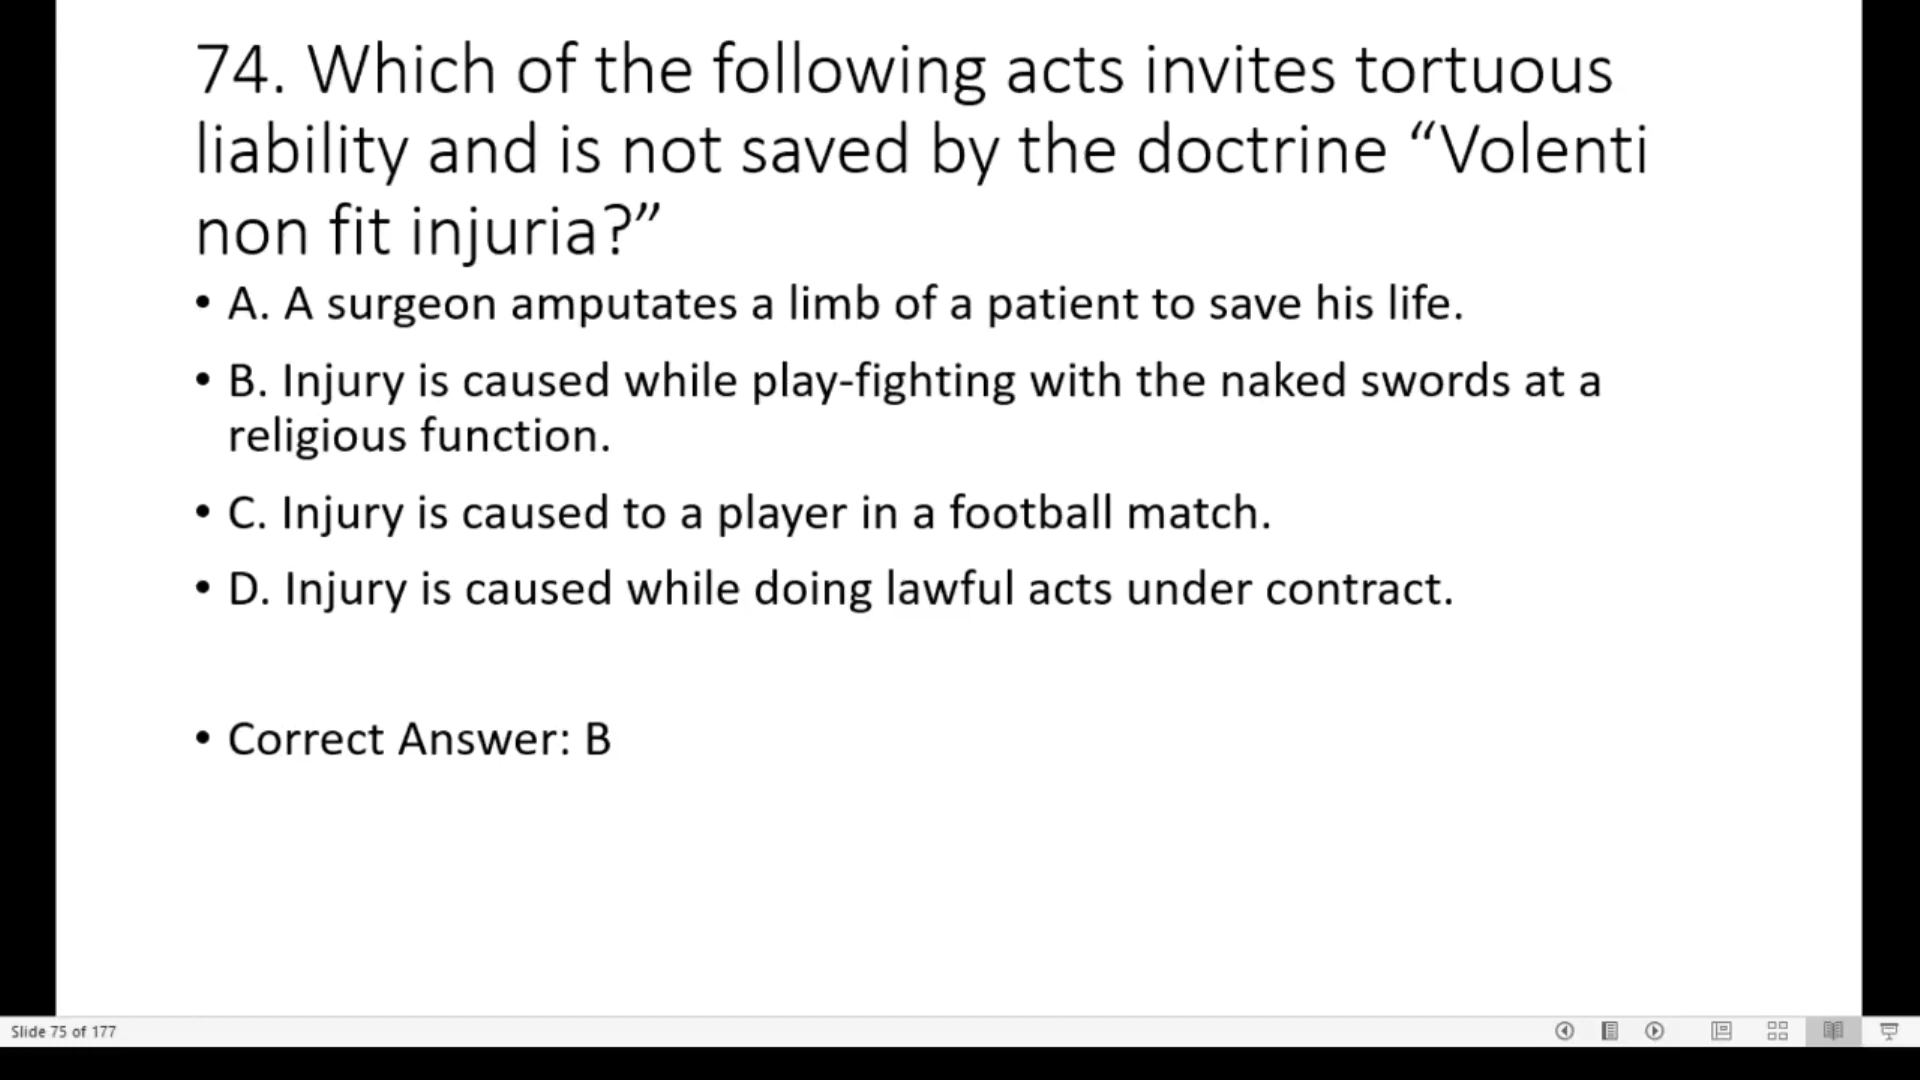 74. Which of the following acts invites tortuous
liability and is not saved by the doctrine “Volenti
non fit injuria?”
• A. A surgeon amputates a limb of a patient to save his life.
• B. Injury is caused while play-fighting with the naked swords at a
religious function.
• C. Injury is caused to a player in a football match.
• D. Injury is caused while doing lawful acts under contract.
• Correct Answer: B
Slide 75 of 177